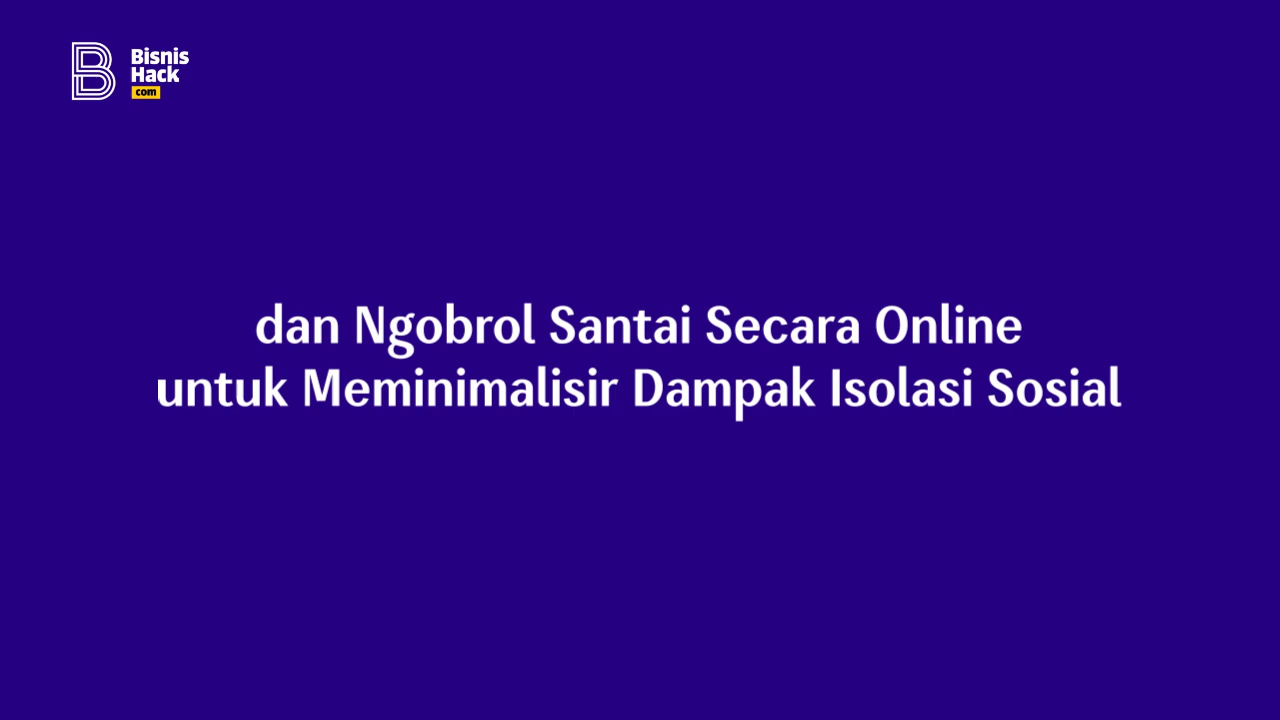 Bisnis
Hack
com
dan Ngobrol Santai Secara Online
untuk Meminimalisir Dampak Isolasi Sosial